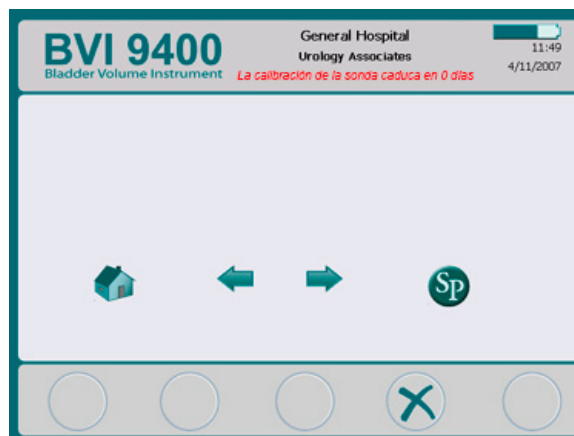 BVI 9400
Bladder Volume Instrument
General Hospital
Urology Associates
La calibración de la sonda caduca en 0 días
11:49
4/11/2007
SP